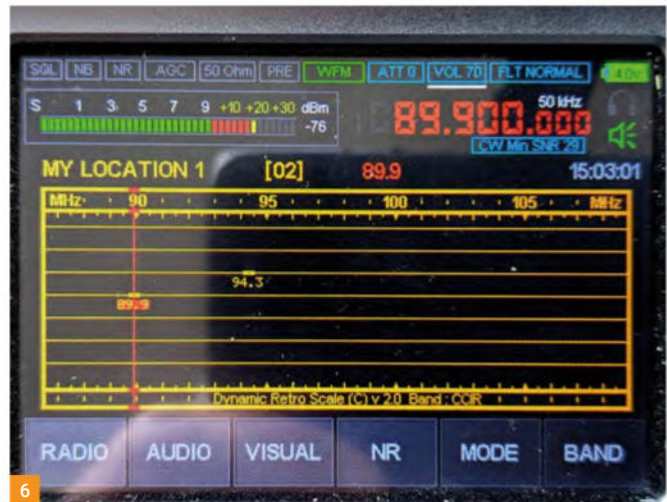 SQL NB NR AGC 50 Ohm PRE WFM ATT 0 VOL 70 FLT NORMAL 4.0V
S 1 3 5 7 9 +10 +20 +30 dBm
-76
50 kHz
89.900.000
CW Min SNR 29
MY LOCATION 1 [02] 89.9 15:03:01
MHz 90 95 100 105 MHz
94.3
89.9
Dynamic Retro Scale (C) v 2.0 Band : CCIR
RADIO AUDIO VISUAL NR MODE BAND
6